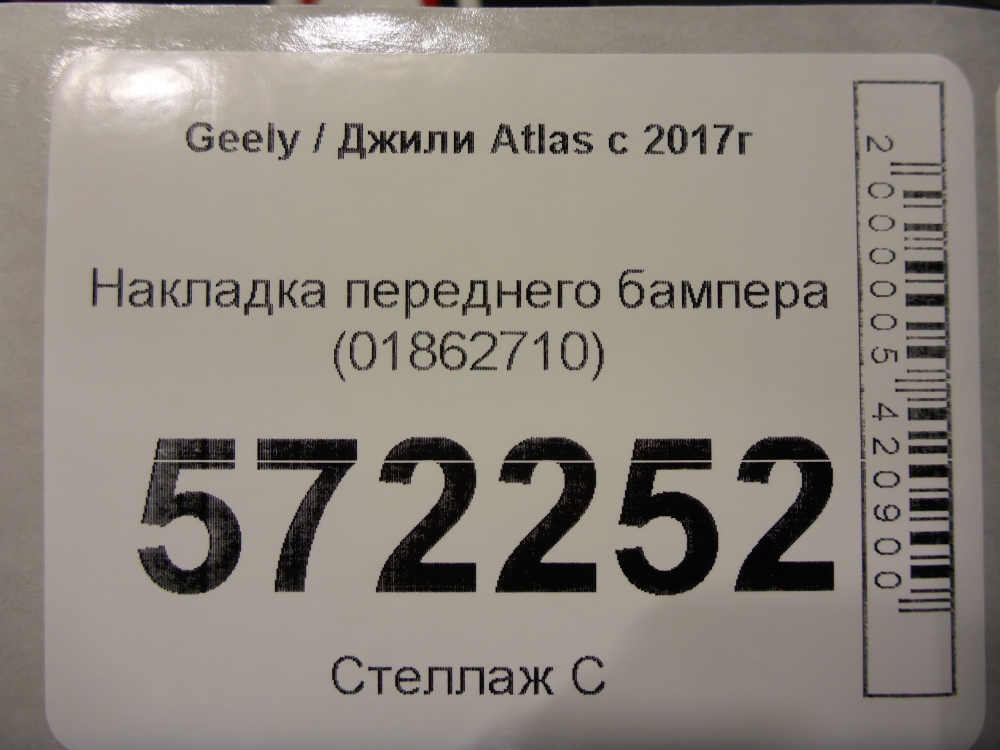 Geely / Джили Atlas с 2017г
Накладка переднего бампера
(01862710)
572252
Стеллаж С
2000005420900